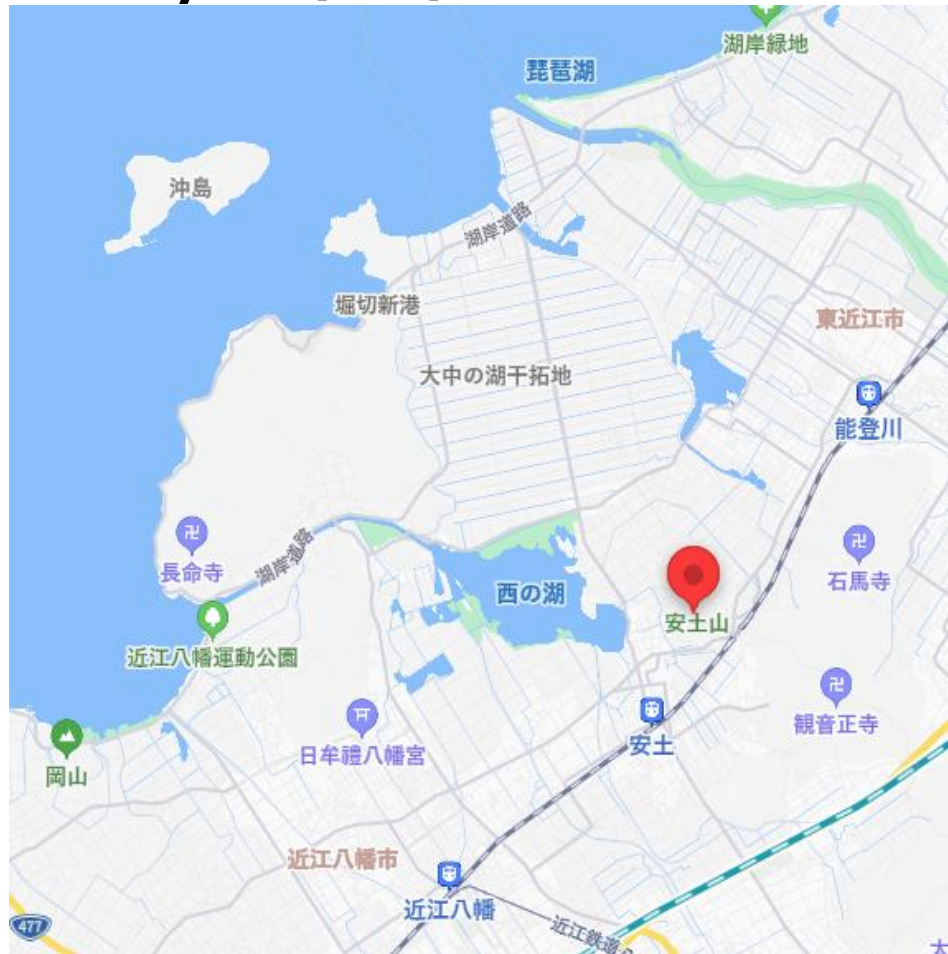 湖岸緑地
琵琶湖
沖島
湖岸道路
堀切新港
東近江市
大中の湖干拓地
能登川
長命寺
湖岸道路
石馬寺
西の湖
安土山
近江八幡運動公園
観音正寺
日牟禮八幡宮
安土
岡山
近江八幡市
近江八幡
477
近江鉄道
大